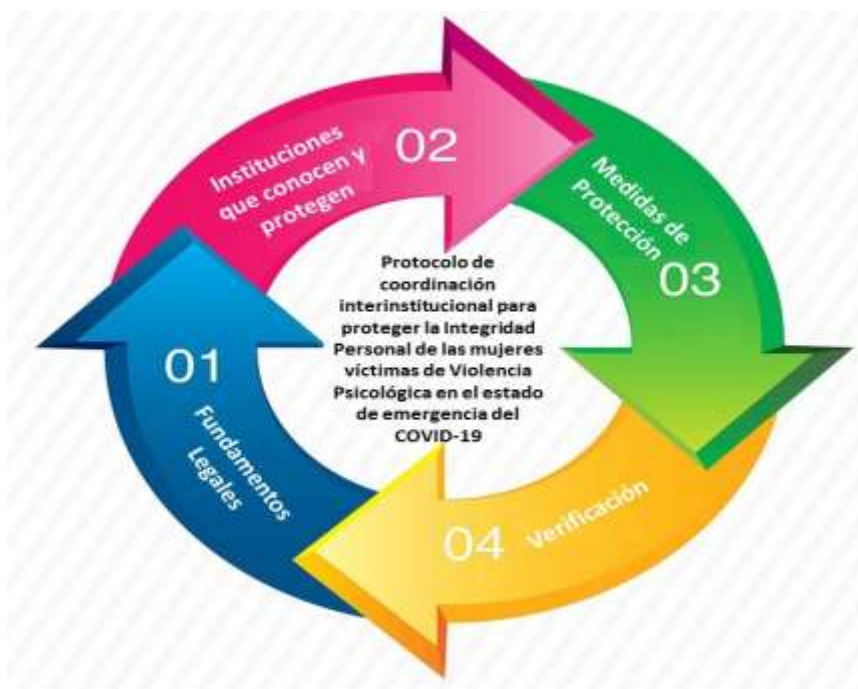 01
Fundamentos
Legales
02
Instituciones
que conocen y
protegen
Medidas de
Protección
03
04
Verificación
Protocolo de
coordinación
interinstitucional para
proteger la Integridad
Personal de las mujeres
víctimas de Violencia
Psicológica en el estado
de emergencia del
COVID-19